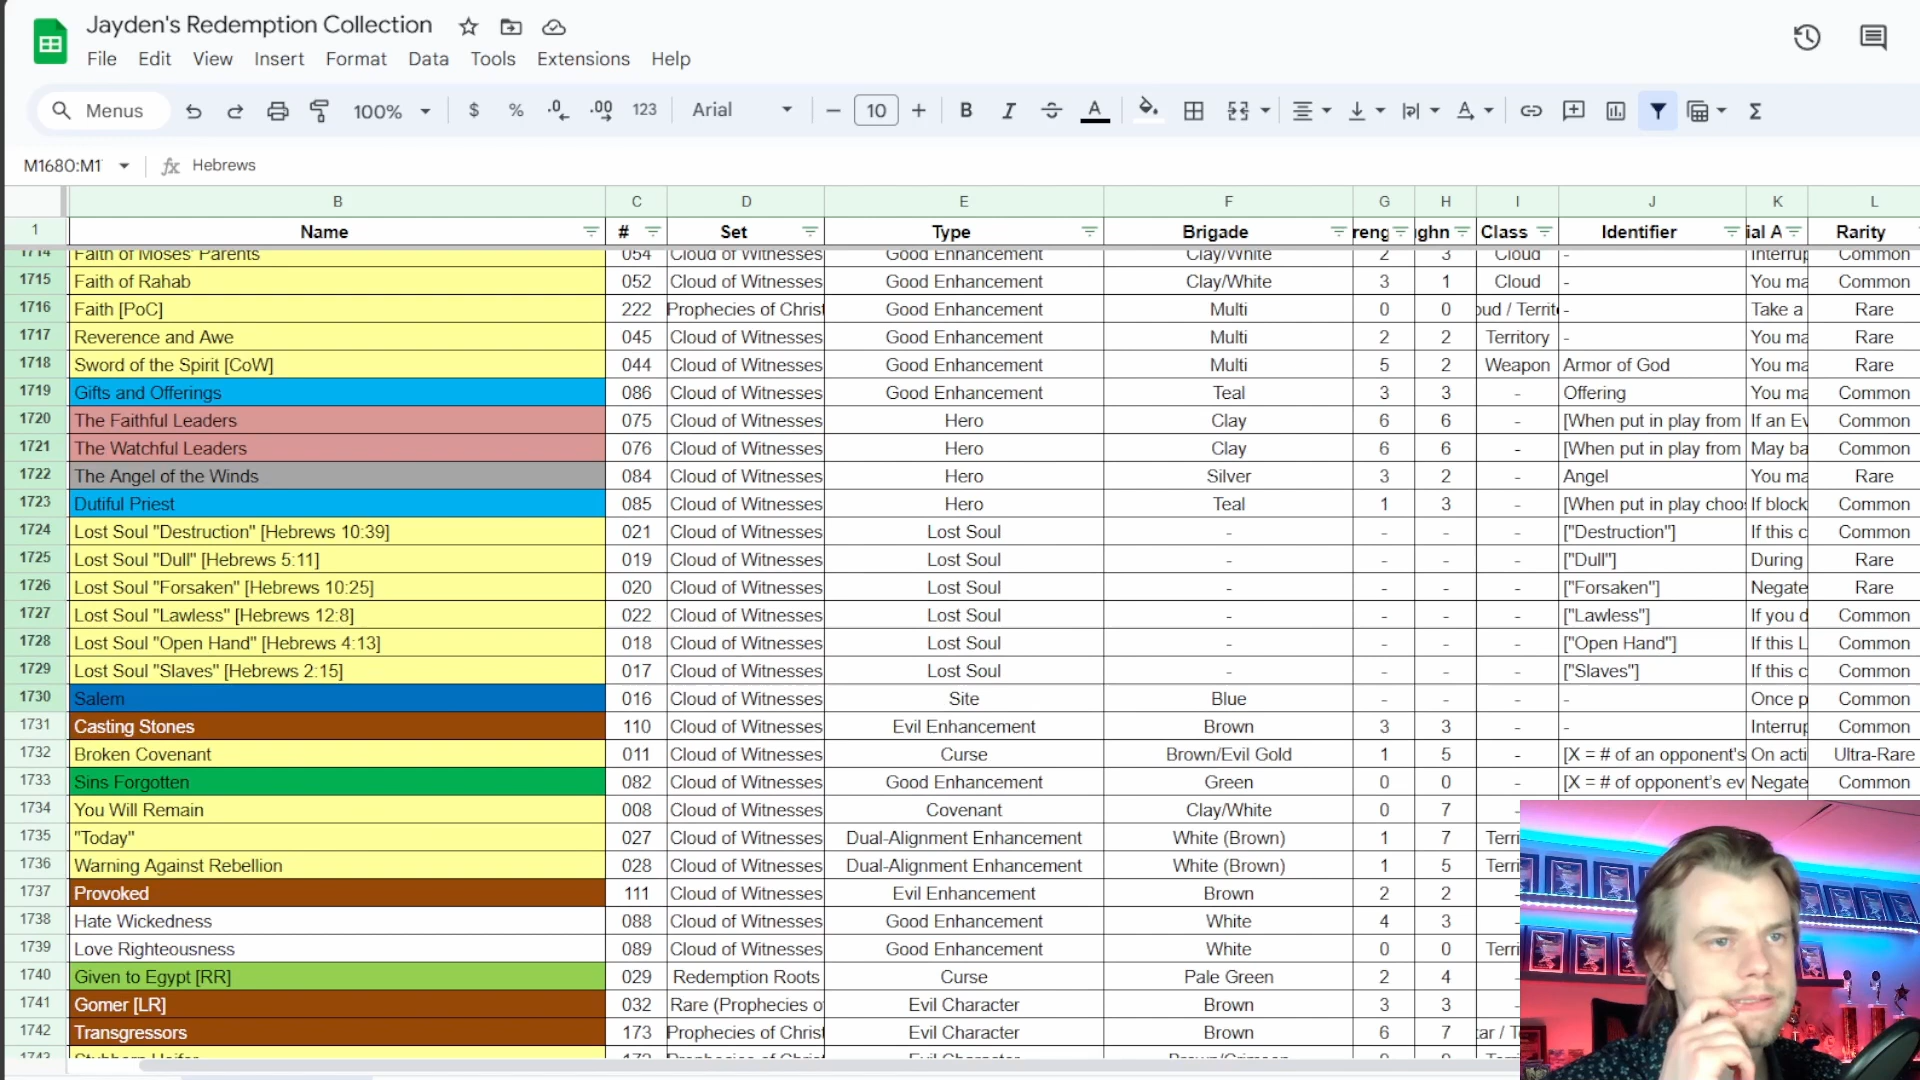 Jayden's Redemption Collection
File Edit View Insert Format Data Tools Extensions Help
Menus 100% $ % .0 .00 123 Arial 10 B I A
M1680:M1 fx Hebrews
B C D E F G H I J K L
1 Name # Set Type Brigade reng ghn Class Identifier ial A Rarity
1714 Faith of Moses' Parents 054 Cloud of Witnesses Good Enhancement Clay/White 2 3 Cloud - Interrup Common
1715 Faith of Rahab 052 Cloud of Witnesses Good Enhancement Clay/White 3 1 Cloud - You ma Common
1716 Faith [PoC] 222 Prophecies of Christ Good Enhancement Multi 0 0 oud / Territ - Take a Rare
1717 Reverence and Awe 045 Cloud of Witnesses Good Enhancement Multi 2 2 Territory - You ma Rare
1718 Sword of the Spirit [CoW] 044 Cloud of Witnesses Good Enhancement Multi 5 2 Weapon Armor of God You ma Rare
1719 Gifts and Offerings 086 Cloud of Witnesses Good Enhancement Teal 3 3 - Offering You ma Common
1720 The Faithful Leaders 075 Cloud of Witnesses Hero Clay 6 6 - [When put in play from If an Ev Common
1721 The Watchful Leaders 076 Cloud of Witnesses Hero Clay 6 6 - [When put in play from May ba Common
1722 The Angel of the Winds 084 Cloud of Witnesses Hero Silver 3 2 - Angel You ma Rare
1723 Dutiful Priest 085 Cloud of Witnesses Hero Teal 1 3 - [When put in play choo If block Common
1724 Lost Soul "Destruction" [Hebrews 10:39] 021 Cloud of Witnesses Lost Soul - - - - ["Destruction"] If this c Common
1725 Lost Soul "Dull" [Hebrews 5:11] 019 Cloud of Witnesses Lost Soul - - - - ["Dull"] During Rare
1726 Lost Soul "Forsaken" [Hebrews 10:25] 020 Cloud of Witnesses Lost Soul - - - - ["Forsaken"] Negate Rare
1727 Lost Soul "Lawless" [Hebrews 12:8] 022 Cloud of Witnesses Lost Soul - - - - ["Lawless"] If you d Common
1728 Lost Soul "Open Hand" [Hebrews 4:13] 018 Cloud of Witnesses Lost Soul - - - - ["Open Hand"] If this L Common
1729 Lost Soul "Slaves" [Hebrews 2:15] 017 Cloud of Witnesses Lost Soul - - - - ["Slaves"] If this c Common
1730 Salem 016 Cloud of Witnesses Site Blue - - - - Once p Common
1731 Casting Stones 110 Cloud of Witnesses Evil Enhancement Brown 3 3 - - Interrup Common
1732 Broken Covenant 011 Cloud of Witnesses Curse Brown/Evil Gold 1 5 - [X = # of an opponent's On acti Ultra-Rare
1733 Sins Forgotten 082 Cloud of Witnesses Good Enhancement Green 0 0 - [X = # of opponent's ev Negate Common
1734 You Will Remain 008 Cloud of Witnesses Covenant Clay/White 0 7 -
1735 "Today" 027 Cloud of Witnesses Dual-Alignment Enhancement White (Brown) 1 7 Terri
1736 Warning Against Rebellion 028 Cloud of Witnesses Dual-Alignment Enhancement White (Brown) 1 5 Terri
1737 Provoked 111 Cloud of Witnesses Evil Enhancement Brown 2 2 -
1738 Hate Wickedness 088 Cloud of Witnesses Good Enhancement White 4 3 -
1739 Love Righteousness 089 Cloud of Witnesses Good Enhancement White 0 0 Terri
1740 Given to Egypt [RR] 029 Redemption Roots Curse Pale Green 2 4 -
1741 Gomer [LR] 032 Rare (Prophecies o Evil Character Brown 3 3 -
1742 Transgressors 173 Prophecies of Christ Evil Character Brown 6 7 tar / T